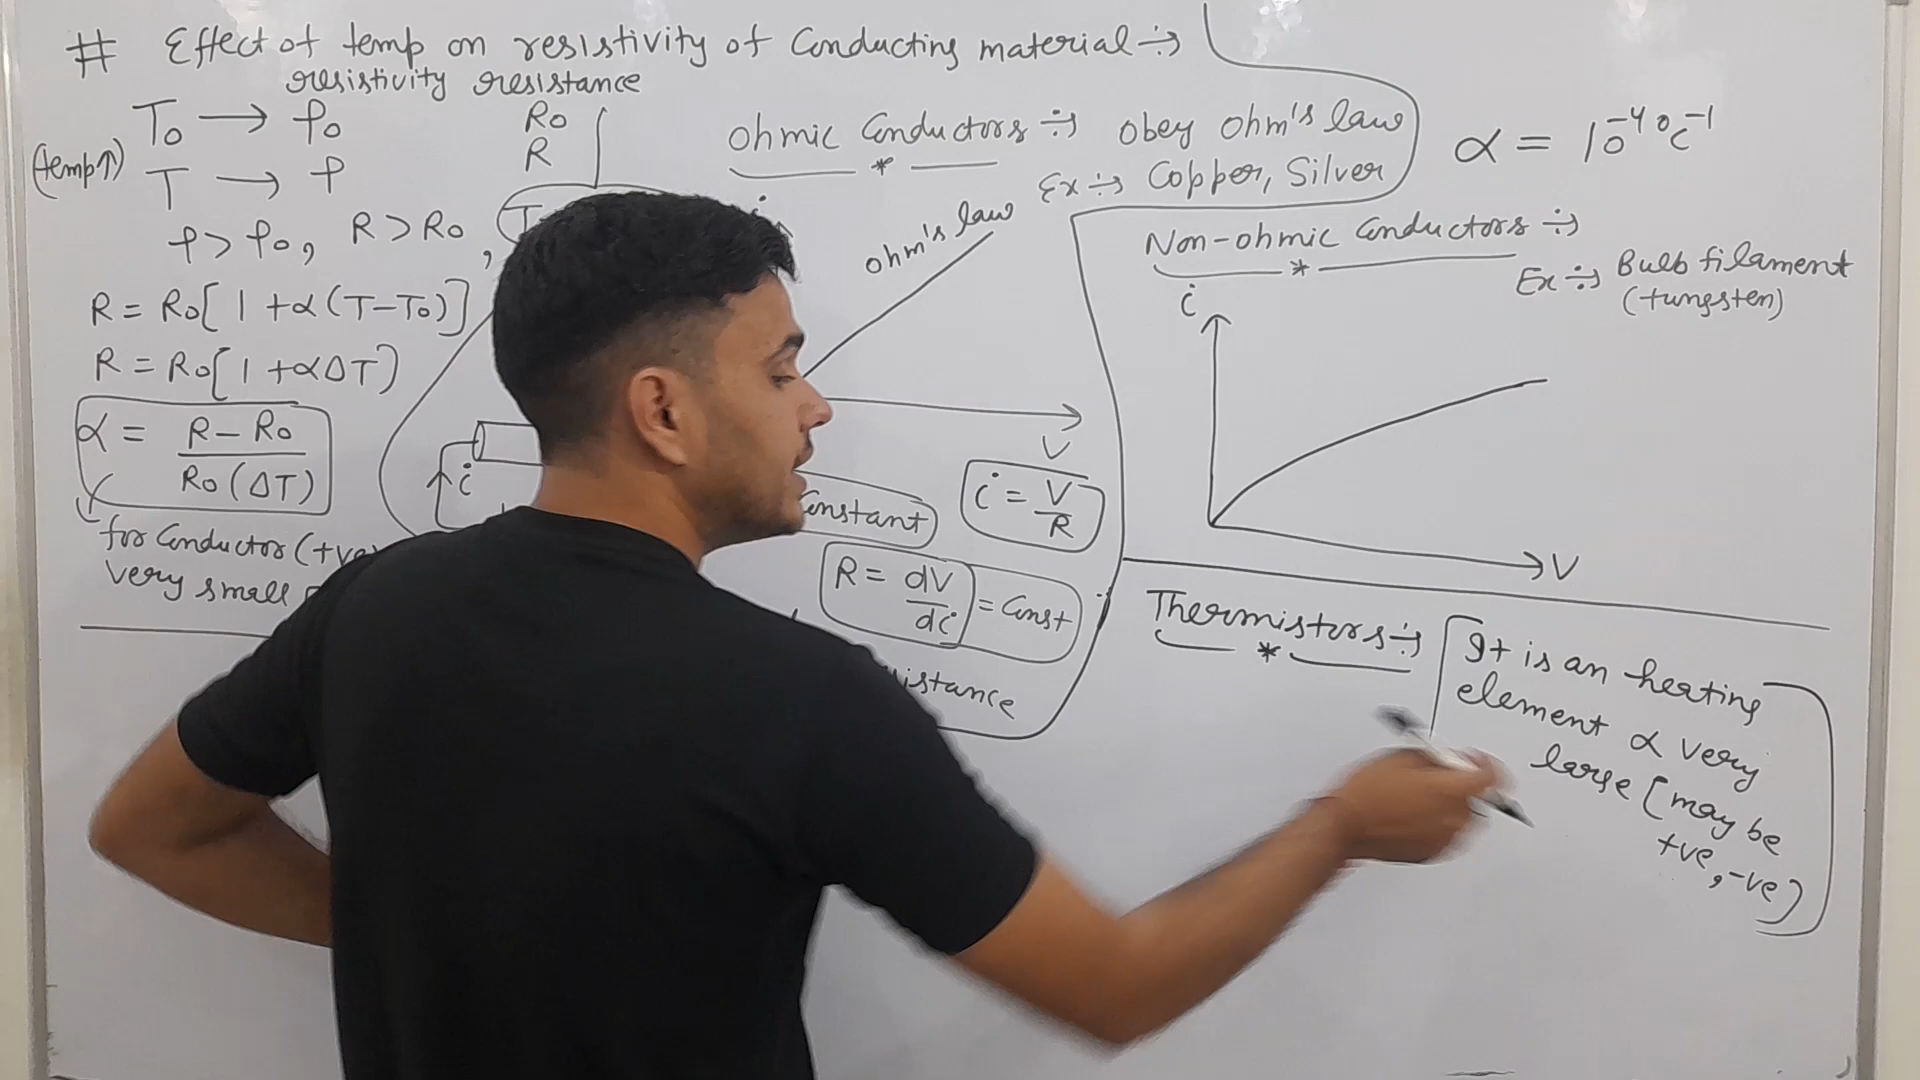 # Effect of temp on resistivity of Conducting material ÷>
resistivity resistance
T₀ → ρ₀
(temp↑) T → ρ
R₀
R
ρ > ρ₀, R > R₀,
R = R₀[1 + α(T-T₀)]
R = R₀[1 + αΔT)
α = R - R₀ / R₀(ΔT)
for Conductor (+ve
very small
Ohmic Conductors ÷> Obey Ohm's law
Ex ÷> Copper, Silver
ohm's law
i
V
i
Constant
i = V / R
R = dV / di = Const
istance
α = 10⁻⁴ °C⁻¹
Non-ohmic Conductors ÷>
Ex ÷> Bulb filament
(tungsten)
i
V
Thermistors ÷>
It is an heating
element α very
large [may be
+ve, -ve)